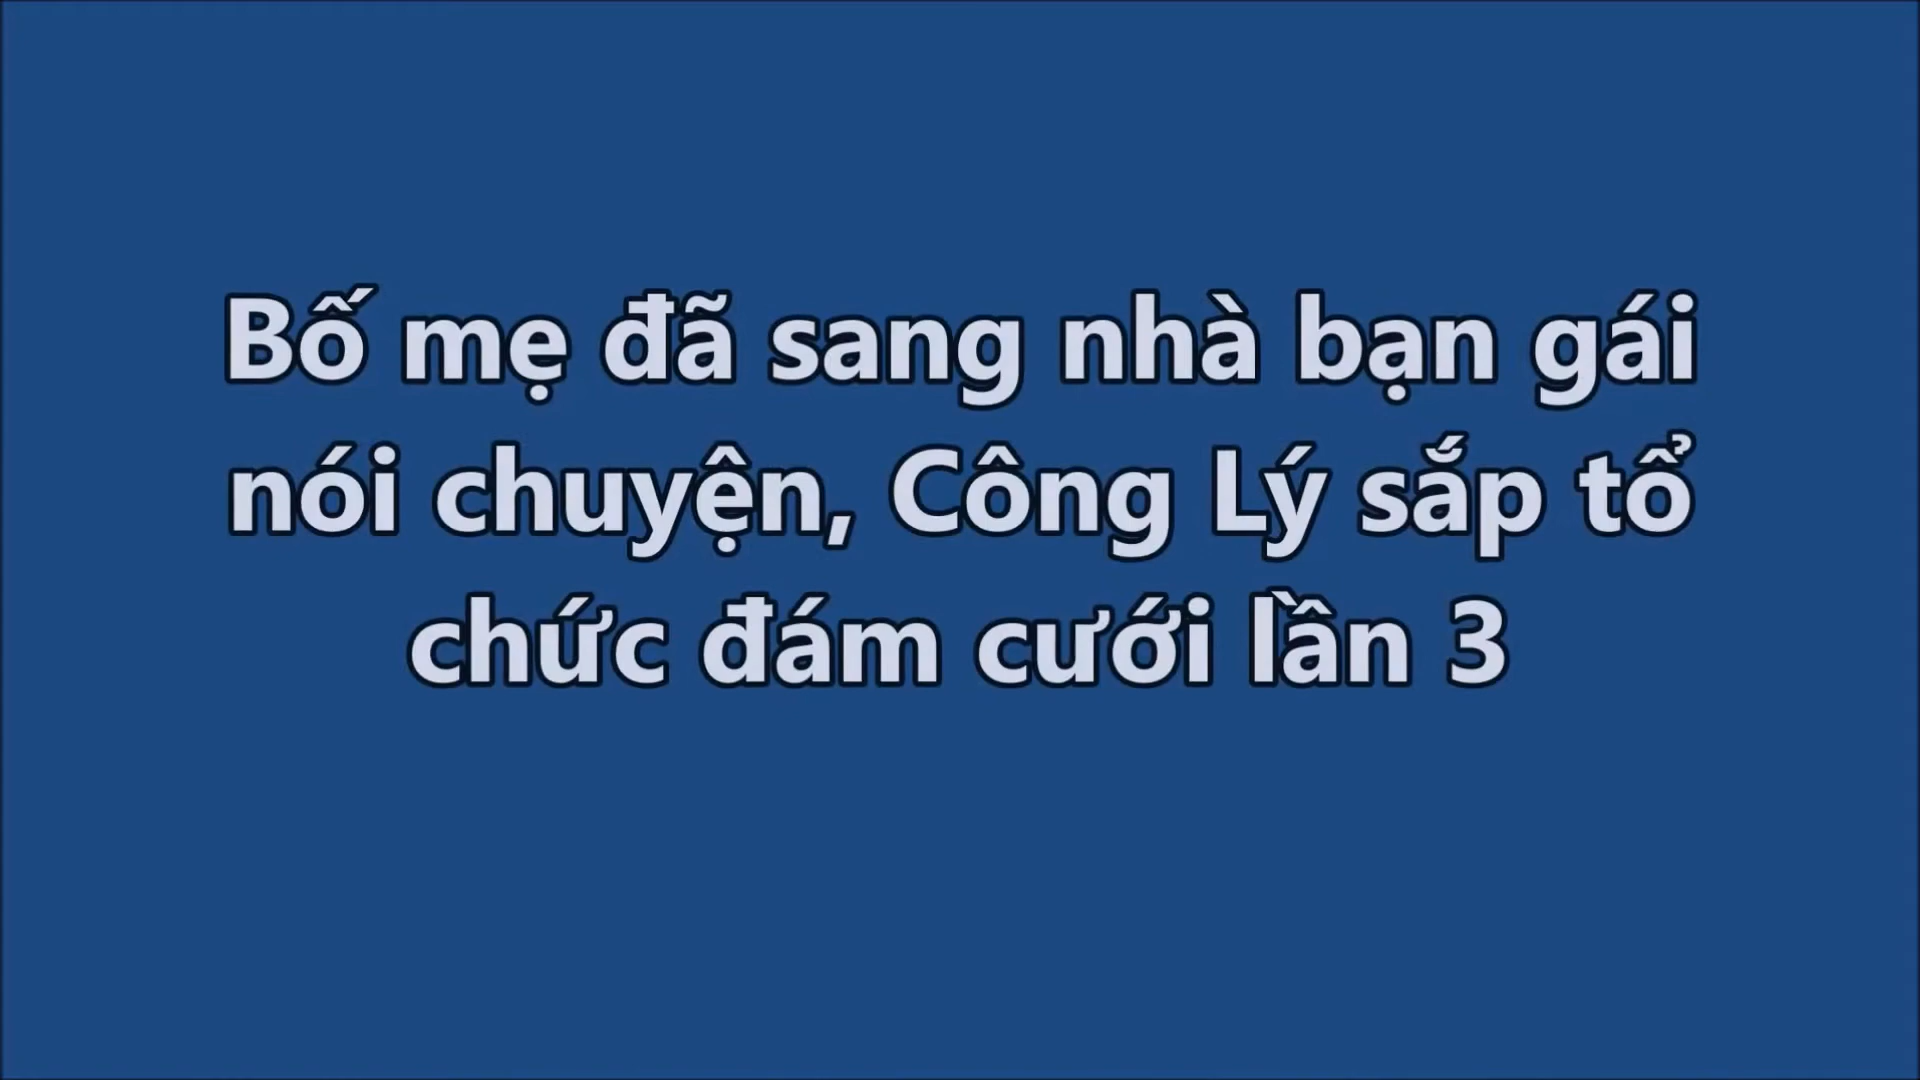 Bố mẹ đã sang nhà bạn gái
nói chuyện, Công Lý sắp tổ
chức đám cưới lần 3